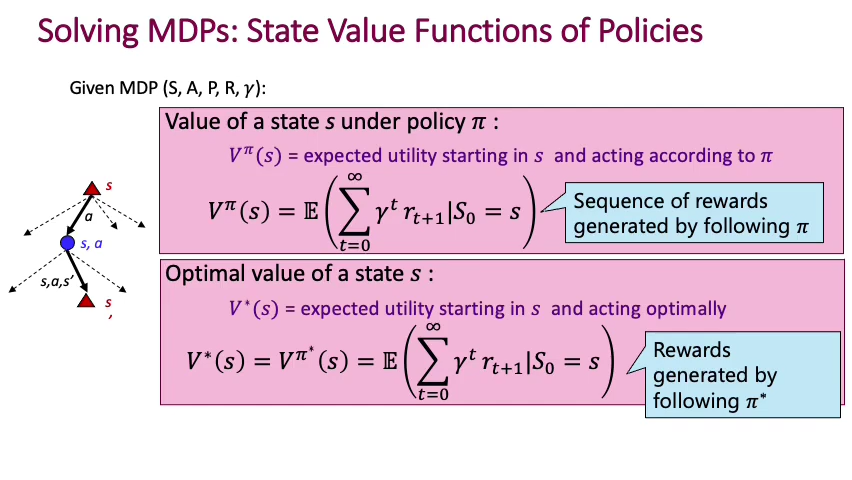 Solving MDPs: State Value Functions of Policies
Given MDP (S, A, P, R, γ):
Value of a state s under policy π :
V^π(s) = expected utility starting in s and acting according to π
V^π(s) = 𝔼(∑_{t=0}^{∞} γ^t r_{t+1}|S_0 = s)
Sequence of rewards
generated by following π
s
a
s, a
s,a,s'
s
'
Optimal value of a state s :
V*(s) = expected utility starting in s and acting optimally
V*(s) = V^{π*}(s) = 𝔼(∑_{t=0}^{∞} γ^t r_{t+1}|S_0 = s)
Rewards
generated by
following π*